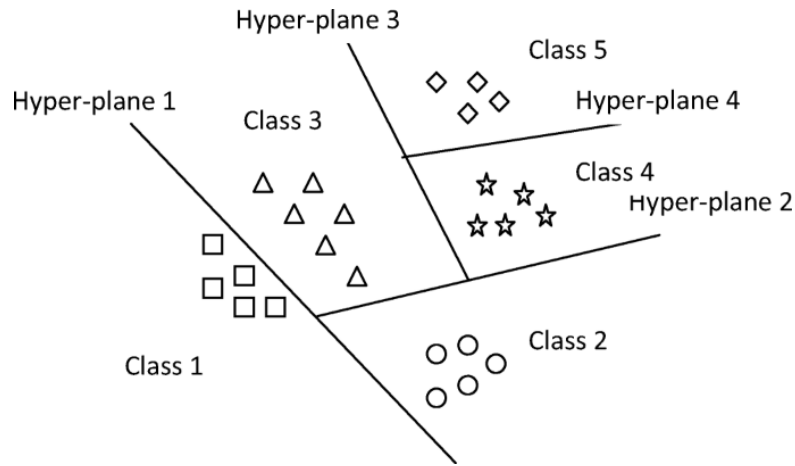 Hyper-plane 3
Class 5
Hyper-plane 1
Hyper-plane 4
Class 3
Class 4
Hyper-plane 2
Class 2
Class 1